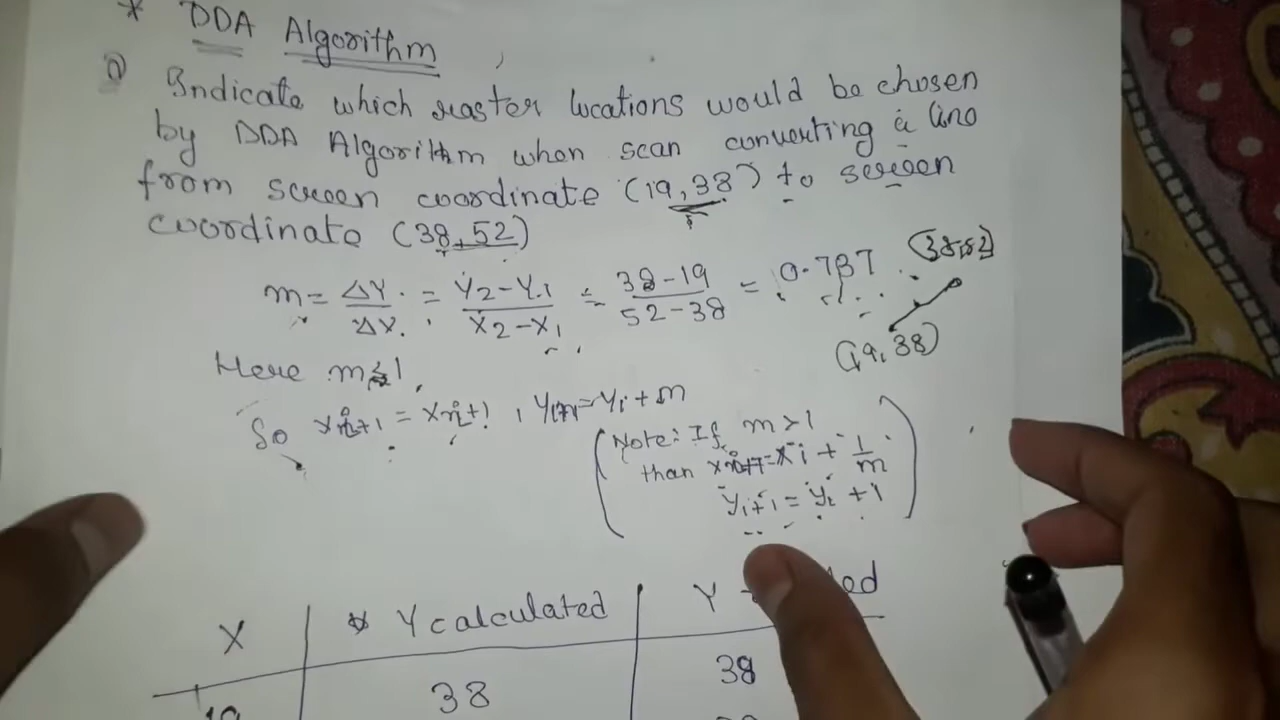 * DDA Algorithm
1) Indicate which raster locations would be chosen
by DDA Algorithm when scan converting a line
from screen coordinate (19,38) to screen
coordinate (38,52)
m = ΔY/ΔX = Y2-Y1/X2-X1 = 38-19/52-38 = 0.737
(38,52)
(19,38)
Here m≤1,
So xi+1 = xi+1, Yi+1=Yi+m
(Note: If m>1
than xi+1=xi + 1/m
yi+1 = yi +1)
X | Y calculated | Y
19 | 38 | 38